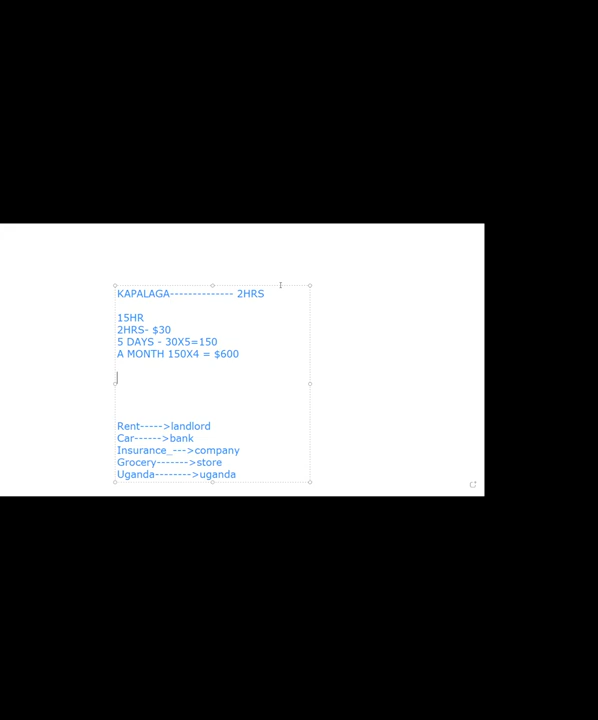 KAPALAGA-------------- 2HRS
15HR
2HRS- $30
5 DAYS - 30X5=150
A MONTH 150X4 = $600
Rent----->landlord
Car------>bank
Insurance_--->company
Grocery------->store
Uganda-------->uganda